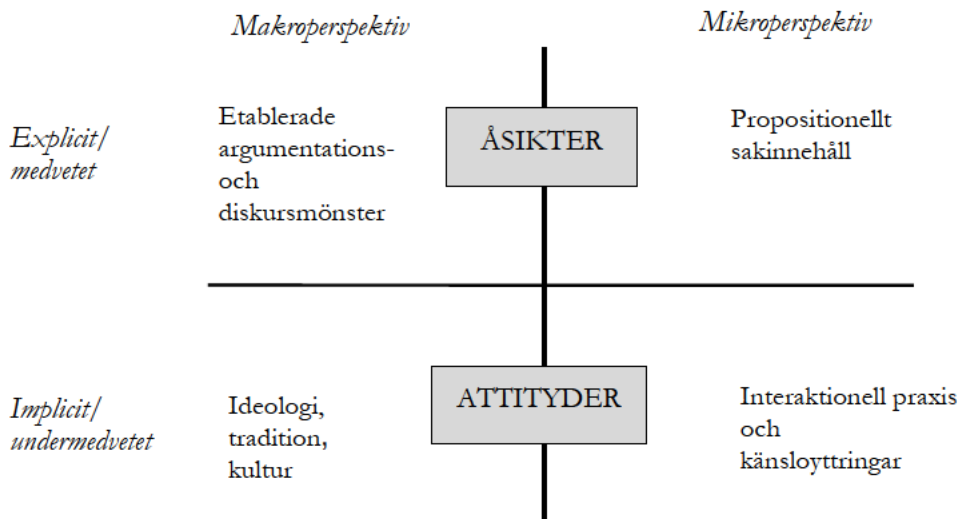 Makroperspektiv
Mikroperspektiv
Explicit/
medvetet
Etablerade
argumentations-
och
diskursmönster
ÅSIKTER
Propositionellt
sakinnehåll
Implicit/
undermedvetet
Ideologi,
tradition,
kultur
ATTITYDER
Interaktionell praxis
och
känsloyttringar